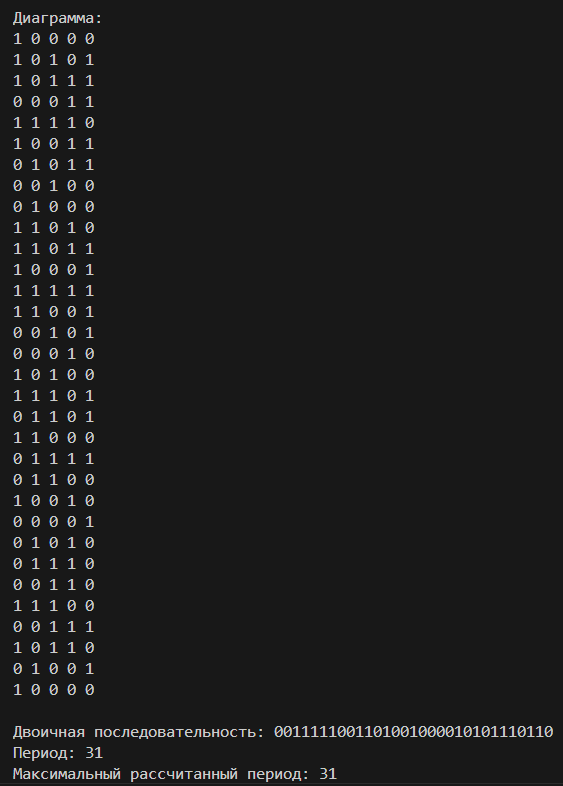 Диаграмма:
1 0 0 0 0
1 0 1 0 1
1 0 1 1 1
0 0 0 1 1
1 1 1 1 0
1 0 0 1 1
0 1 0 1 1
0 0 1 0 0
0 1 0 0 0
1 1 0 1 0
1 1 0 1 1
1 0 0 0 1
1 1 1 1 1
1 1 0 0 1
0 0 1 0 1
0 0 0 1 0
1 0 1 0 0
1 1 1 0 1
0 1 1 0 1
1 1 0 0 0
0 1 1 1 1
0 1 1 0 0
1 0 0 1 0
0 0 0 0 1
0 1 0 1 0
0 1 1 1 0
0 0 1 1 0
1 1 1 0 0
0 0 1 1 1
1 0 1 1 0
0 1 0 0 1
1 0 0 0 0
Двоичная последовательность: 0011111001101001000010101110110
Период: 31
Максимальный рассчитанный период: 31